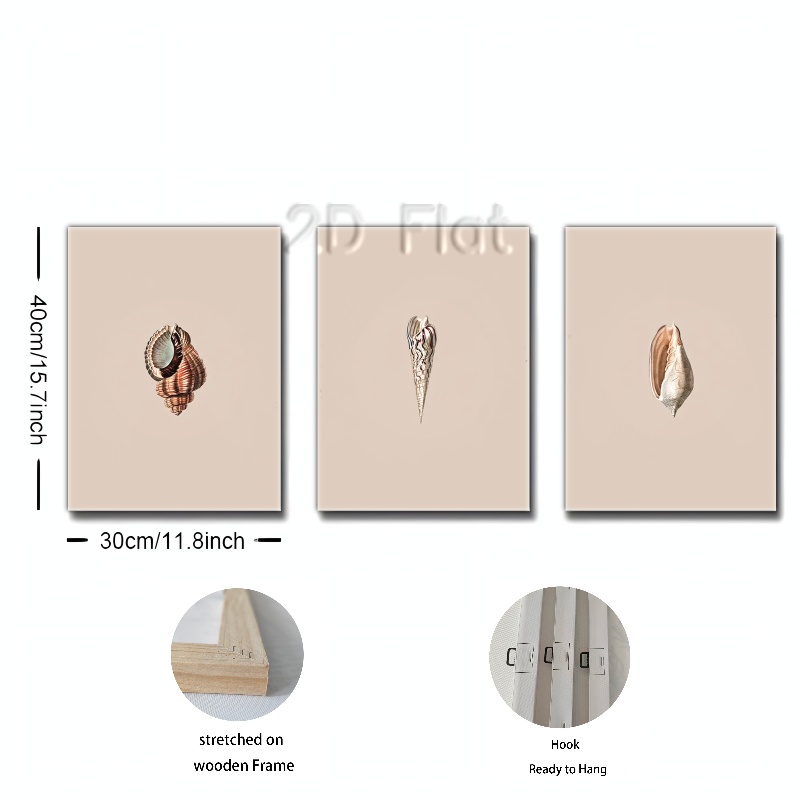 2D Flat
40cm/15.7inch
30cm/11.8inch
stretched on
wooden Frame
Hook
Ready to Hang